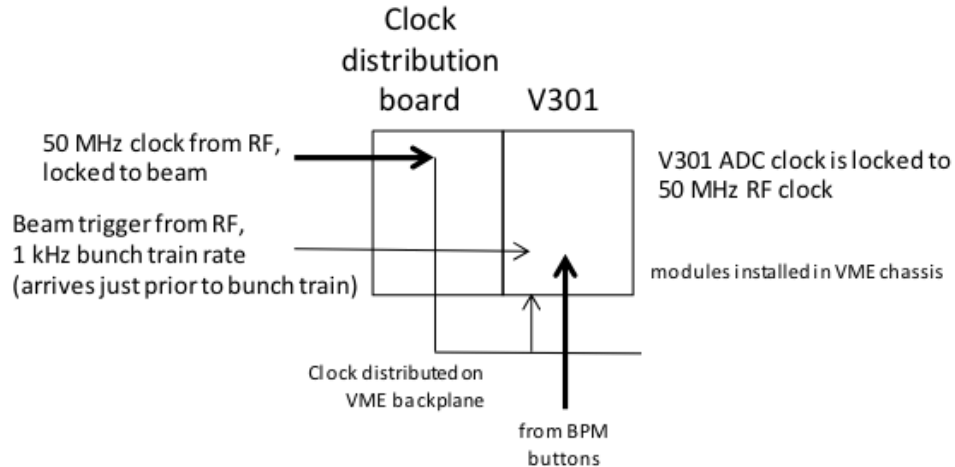 Clock
distribution
board
V301
50 MHz clock from RF,
locked to beam
V301 ADC clock is locked to
50 MHz RF clock
Beam trigger from RF,
1 kHz bunch train rate
(arrives just prior to bunch train)
modules installed in VME chassis
Clock distributed on
VME backplane
from BPM
buttons